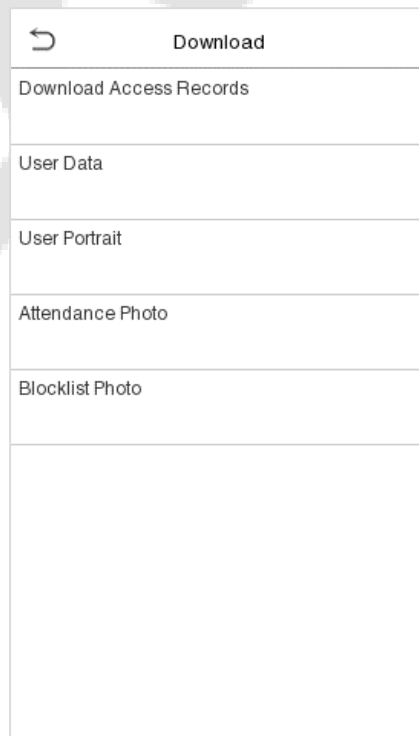 Download
Download Access Records
User Data
User Portrait
Attendance Photo
Blocklist Photo